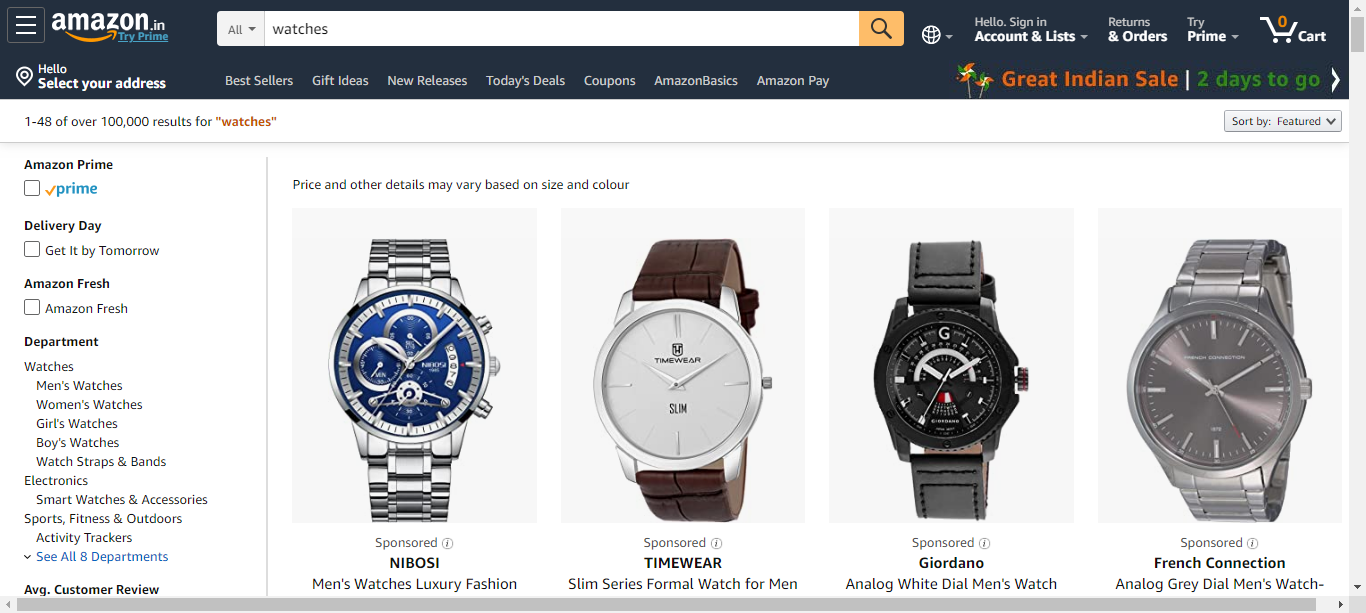 amazon.in
Try Prime
All
watches
Hello. Sign in
Account & Lists
Returns
& Orders
Try
Prime
0
Cart
Hello
Select your address
Best Sellers
Gift Ideas
New Releases
Today's Deals
Coupons
AmazonBasics
Amazon Pay
Great Indian Sale | 2 days to go
1-48 of over 100,000 results for "watches"
Sort by: Featured
Amazon Prime
prime
Delivery Day
Get It by Tomorrow
Amazon Fresh
Amazon Fresh
Department
Watches
Men's Watches
Women's Watches
Girl's Watches
Boy's Watches
Watch Straps & Bands
Electronics
Smart Watches & Accessories
Sports, Fitness & Outdoors
Activity Trackers
See All 8 Departments
Avg. Customer Review
Price and other details may vary based on size and colour
NIBOSI
TIMEWEAR
SLIM
G
GIORDANO
FRENCH CONNECTION
Sponsored
NIBOSI
Men's Watches Luxury Fashion
Sponsored
TIMEWEAR
Slim Series Formal Watch for Men
Sponsored
Giordano
Analog White Dial Men's Watch
Sponsored
French Connection
Analog Grey Dial Men's Watch-